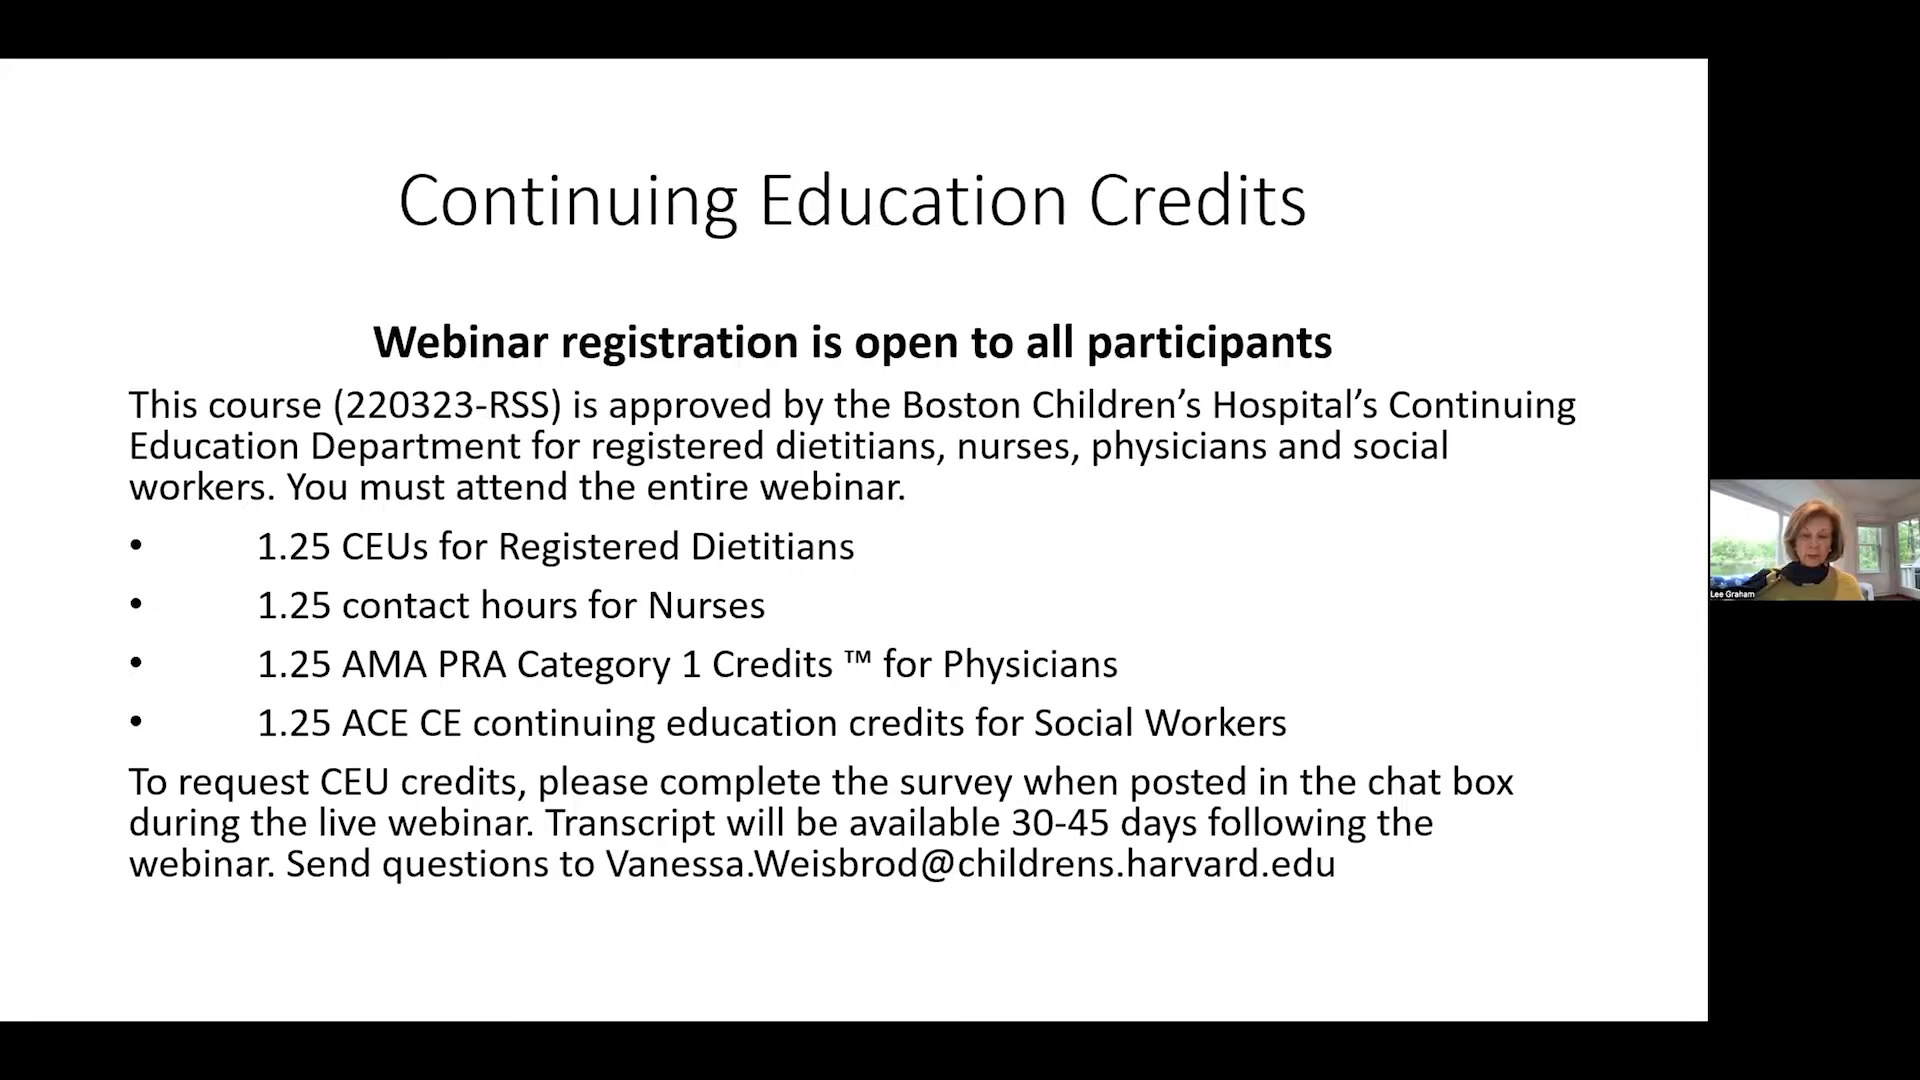 Continuing Education Credits
Webinar registration is open to all participants
This course (220323-RSS) is approved by the Boston Children’s Hospital’s Continuing
Education Department for registered dietitians, nurses, physicians and social
workers. You must attend the entire webinar.
• 1.25 CEUs for Registered Dietitians
• 1.25 contact hours for Nurses
• 1.25 AMA PRA Category 1 Credits ™ for Physicians
• 1.25 ACE CE continuing education credits for Social Workers
To request CEU credits, please complete the survey when posted in the chat box
during the live webinar. Transcript will be available 30-45 days following the
webinar. Send questions to Vanessa.Weisbrod@childrens.harvard.edu
Lee Graham